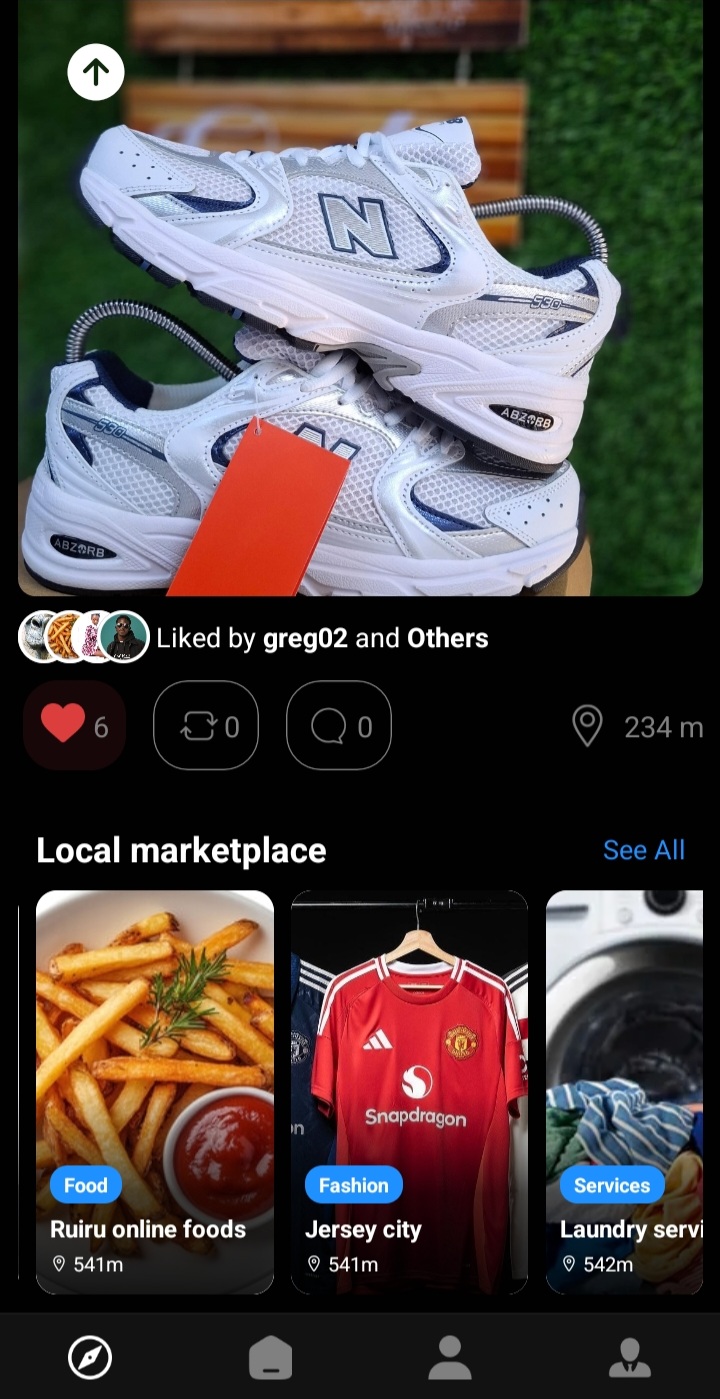 N
530
ABZORB
530
N
ABZORB
Liked by greg02 and Others
6
0
0
234 m
Local marketplace
See All
Snapdragon
Food
Fashion
Services
Ruiru online foods
Jersey city
Laundry servi
541m
541m
542m